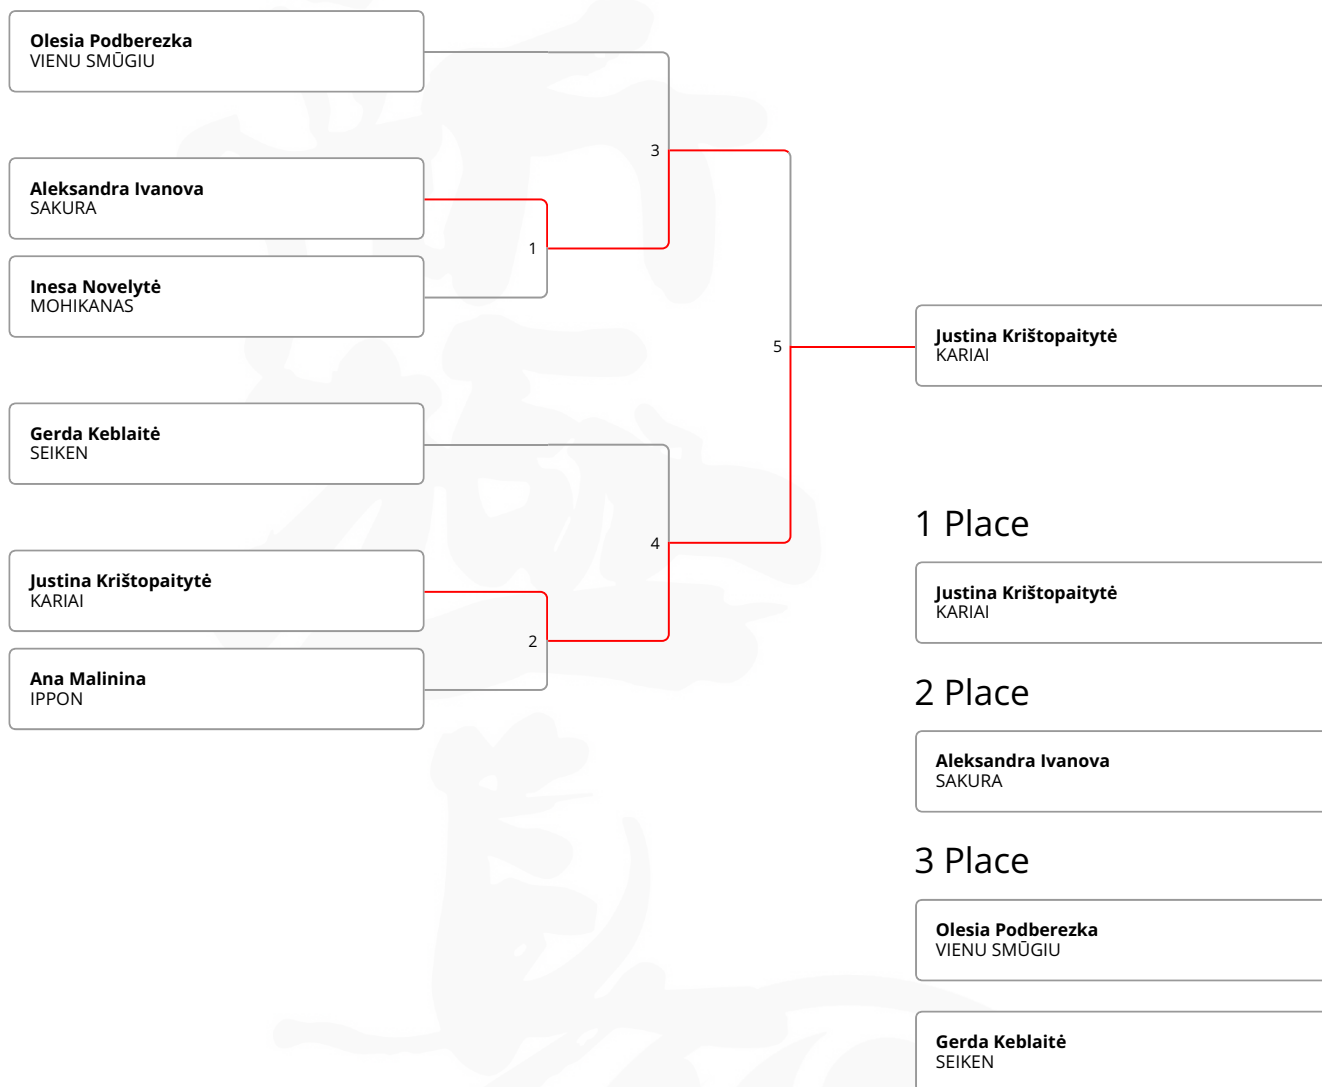 Olesia Podberezka
VIENU SMŪGIU
Aleksandra Ivanova
SAKURA
Inesa Novelytė
MOHIKANAS
Gerda Keblaitė
SEIKEN
Justina Krištopaitytė
KARIAI
Ana Malinina
IPPON
1
2
3
4
5
Justina Krištopaitytė
KARIAI
1 Place
Justina Krištopaitytė
KARIAI
2 Place
Aleksandra Ivanova
SAKURA
3 Place
Olesia Podberezka
VIENU SMŪGIU
Gerda Keblaitė
SEIKEN